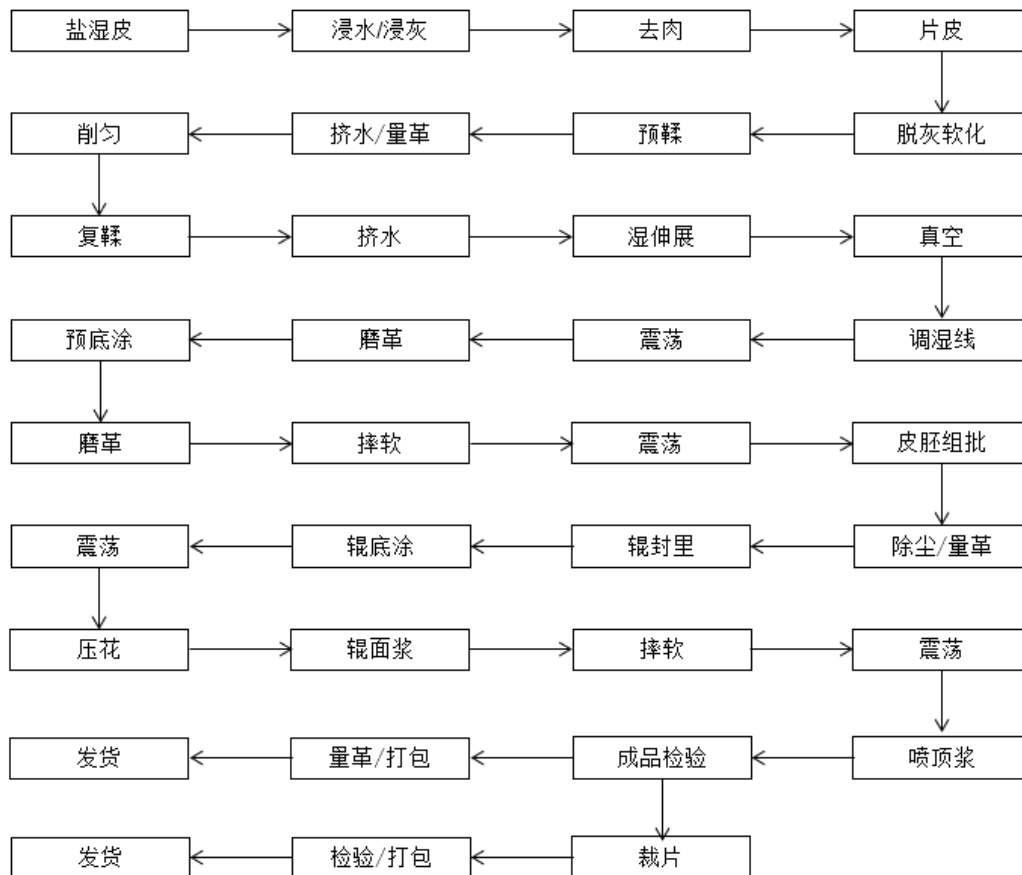 盐湿皮 浸水/浸灰 去肉 片皮
削匀 挤水/量革 预鞣 脱灰软化
复鞣 挤水 湿伸展 真空
预底涂 磨革 震荡 调湿线
磨革 摔软 震荡 皮胚组批
震荡 辊底涂 辊封里 除尘/量革
压花 辊面浆 摔软 震荡
发货 量革/打包 成品检验 喷顶浆
发货 检验/打包 裁片